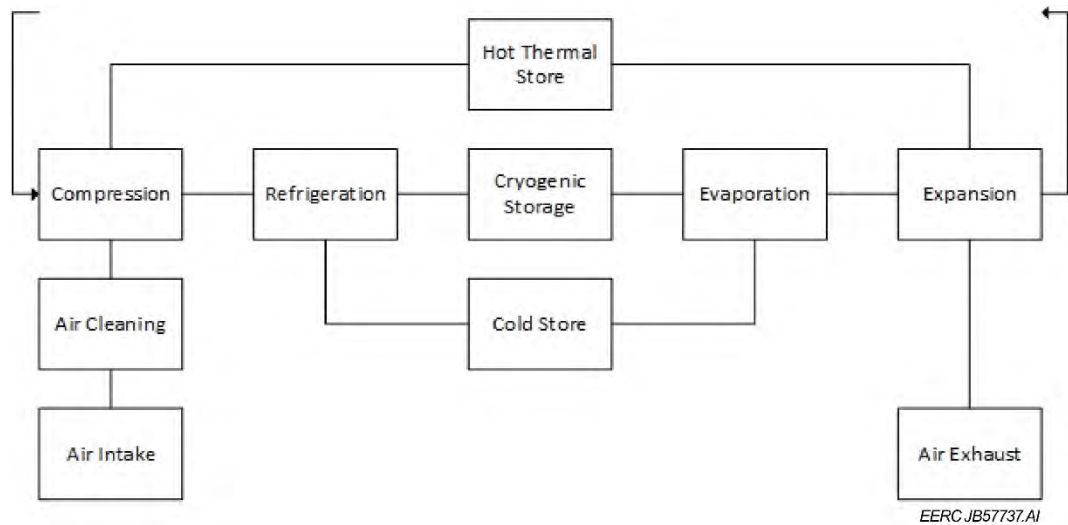 Hot Thermal
Store
Compression
Refrigeration
Cryogenic
Storage
Evaporation
Expansion
Air Cleaning
Cold Store
Air Intake
Air Exhaust
EERC JB57737.AI